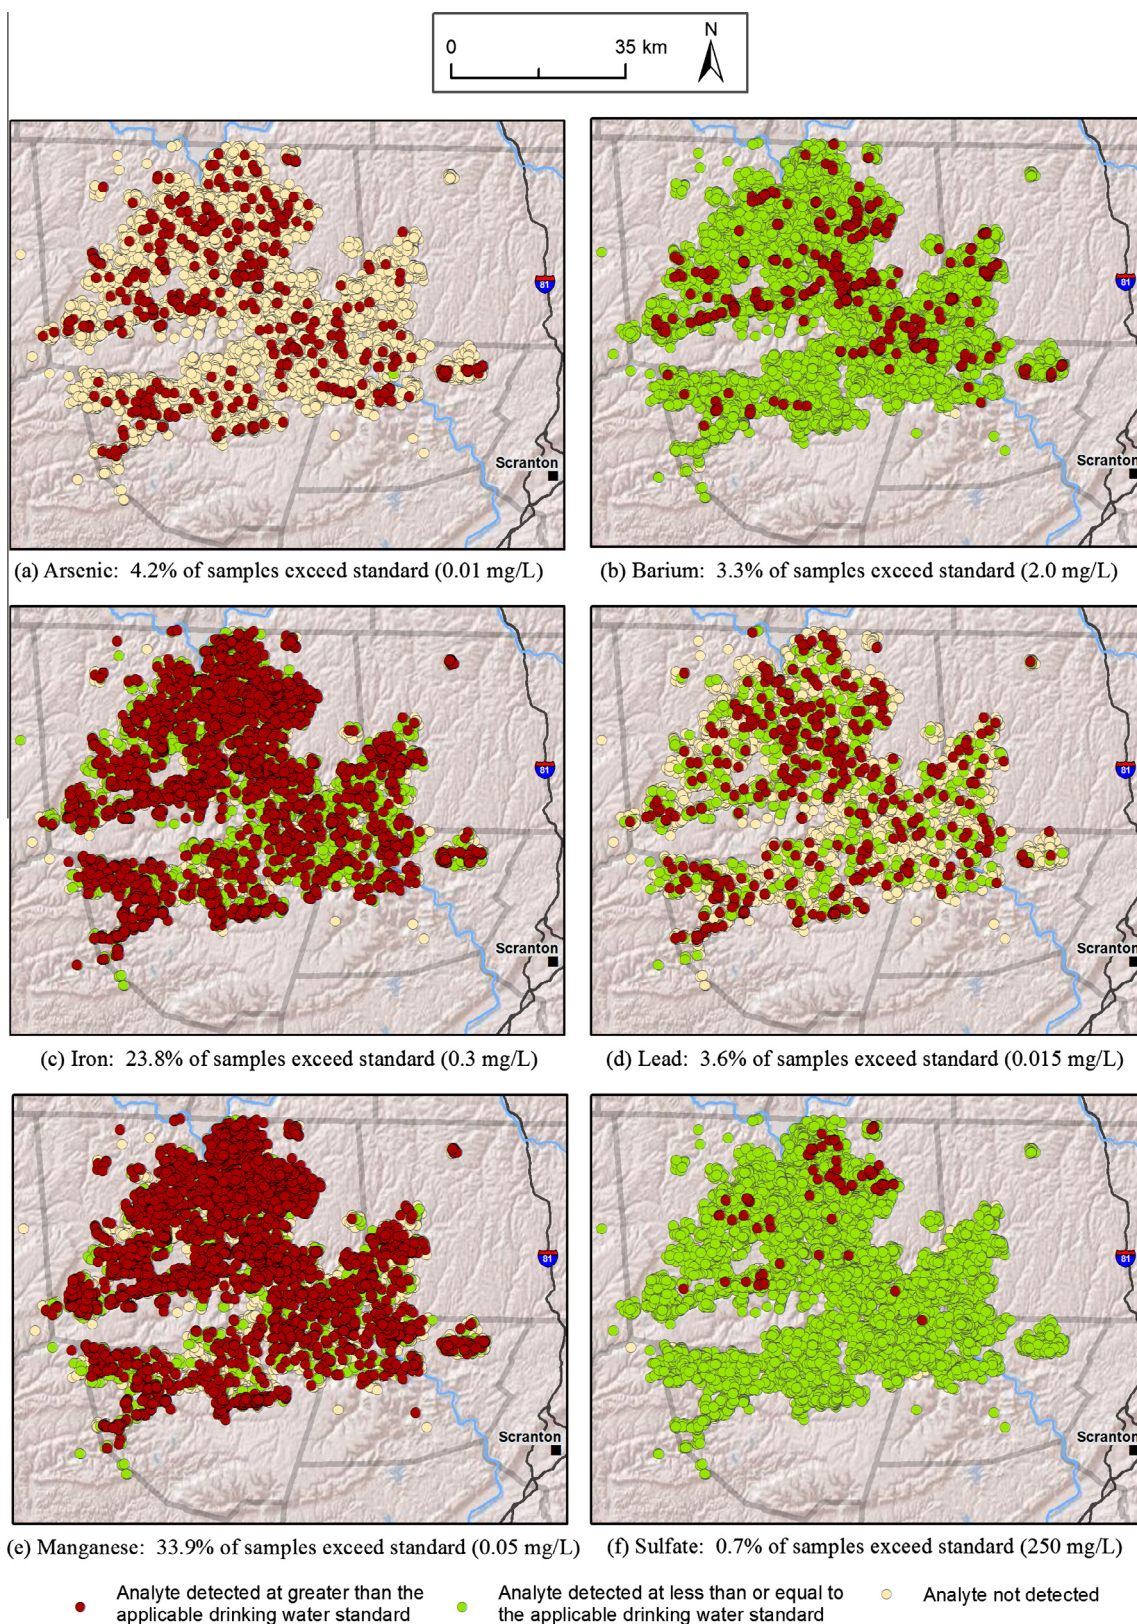 N
0 35 km
81
Scranton
81
Scranton
(a) Arsenic: 4.2% of samples exceed standard (0.01 mg/L)
(b) Barium: 3.3% of samples exceed standard (2.0 mg/L)
81
Scranton
81
Scranton
(c) Iron: 23.8% of samples exceed standard (0.3 mg/L)
(d) Lead: 3.6% of samples exceed standard (0.015 mg/L)
81
Scranton
81
Scranton
(e) Manganese: 33.9% of samples exceed standard (0.05 mg/L)
(f) Sulfate: 0.7% of samples exceed standard (250 mg/L)
Analyte detected at greater than the
applicable drinking water standard
Analyte detected at less than or equal to
the applicable drinking water standard
Analyte not detected